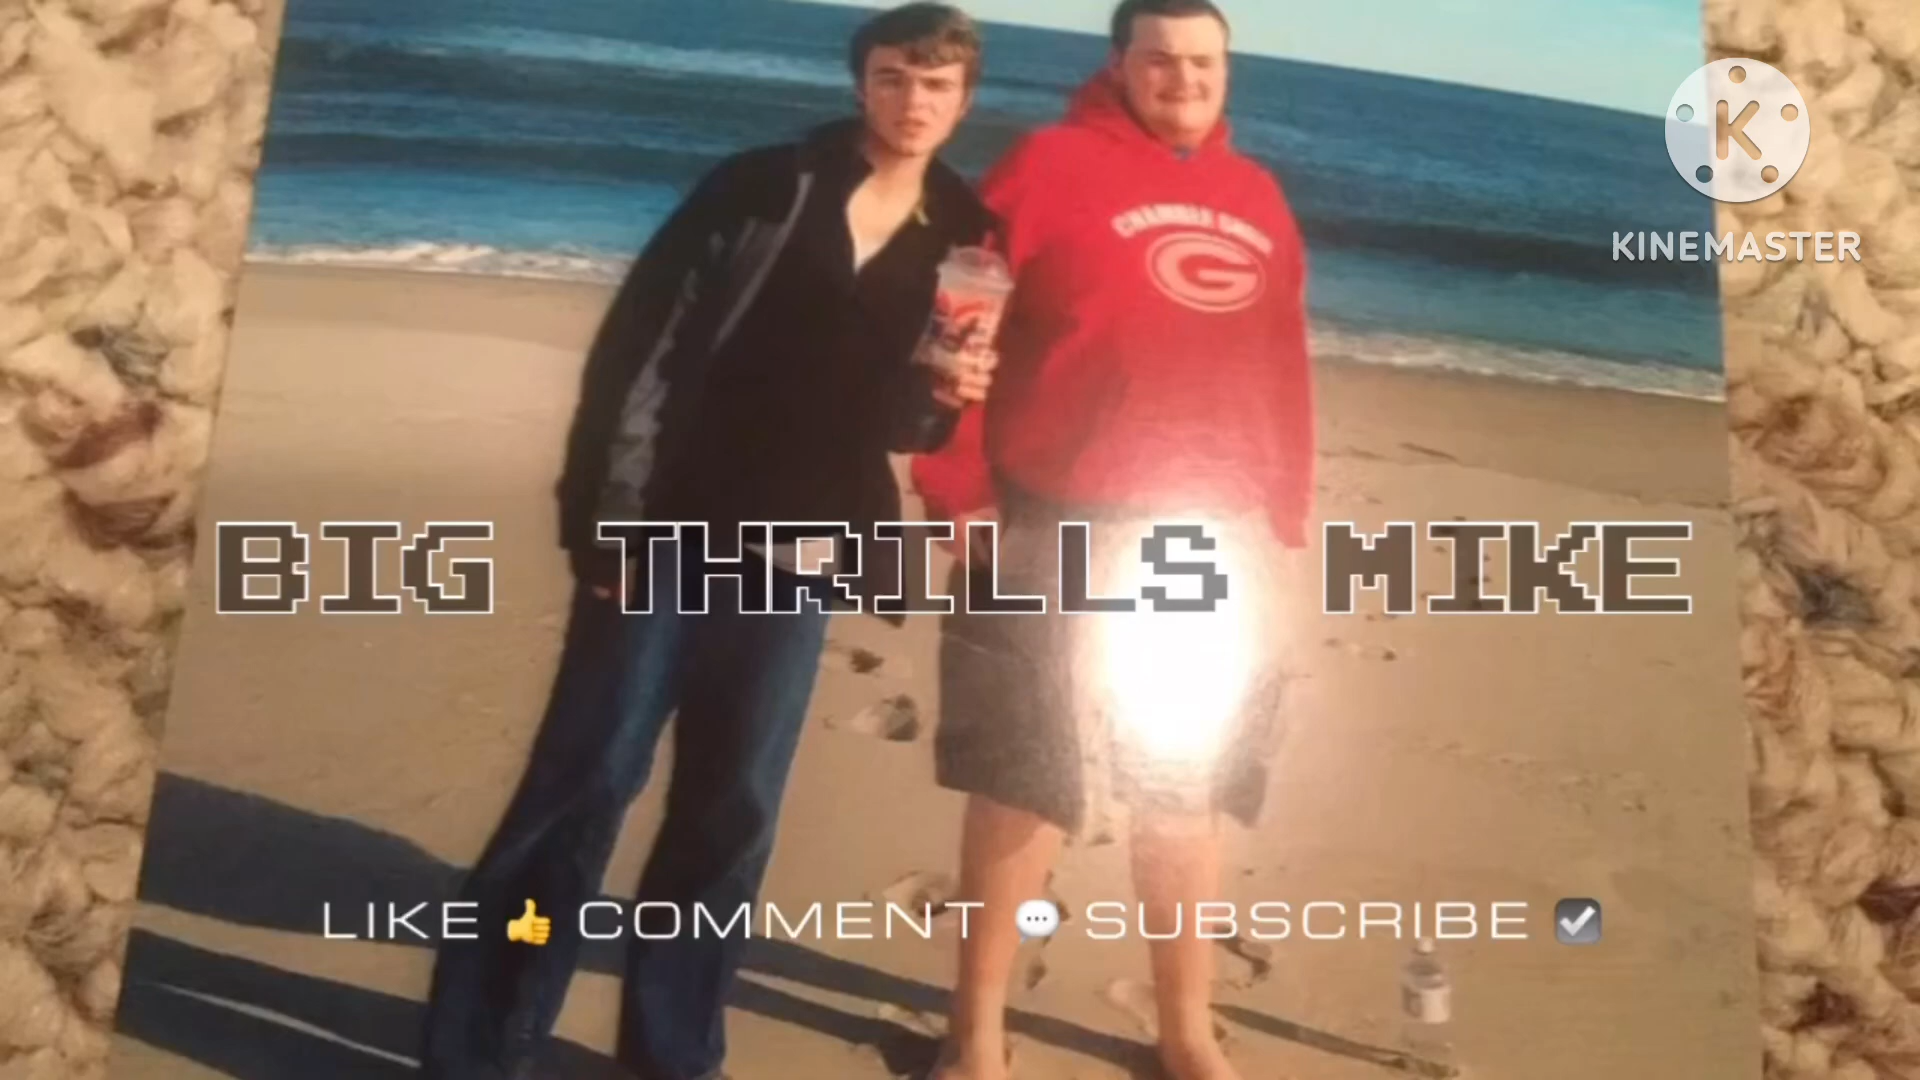 K
KINEMASTER
G
BIG THRILLS MIKE
LIKE 👍 COMMENT 💬 SUBSCRIBE ☑